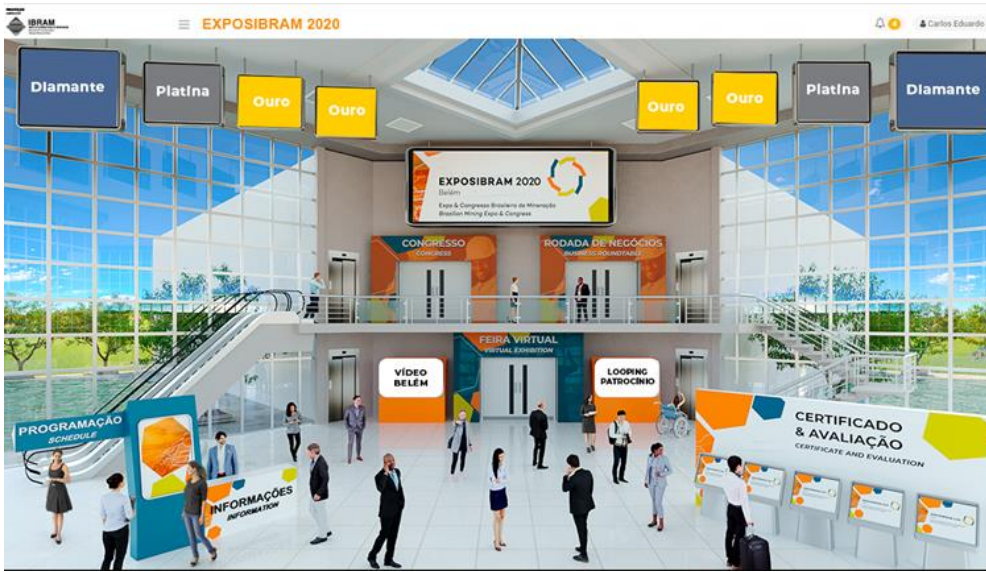 IBRAM
EXPOSIBRAM 2020
4
Carlos Eduardo
Diamante
Platina
Ouro
Ouro
Ouro
Ouro
Platina
Diamante
EXPOSIBRAM 2020
Belém
Expo & Congresso Brasileiro de Mineração
Brazilian Mining Expo & Congress
CONGRESSO
CONGRESS
RODADA DE NEGÓCIOS
BUSINESS ROUNDTABLE
FEIRA VIRTUAL
VIRTUAL EXHIBITION
VÍDEO
BELÉM
LOOPING
PATROCÍNIO
PROGRAMAÇÃO
SCHEDULE
INFORMAÇÕES
INFORMATION
CERTIFICADO
& AVALIAÇÃO
CERTIFICATE AND EVALUATION